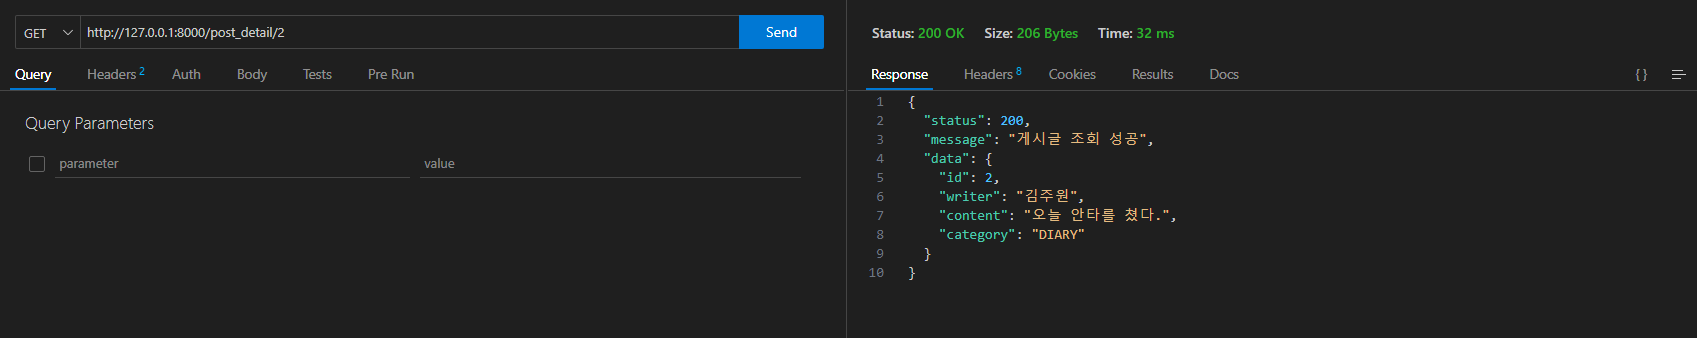 GET http://127.0.0.1:8000/post_detail/2 Send
Query Headers 2 Auth Body Tests Pre Run
Query Parameters
parameter value
Status: 200 OK Size: 206 Bytes Time: 32 ms
Response Headers 8 Cookies Results Docs { }
1 {
2 "status": 200,
3 "message": "게시글 조회 성공",
4 "data": {
5 "id": 2,
6 "writer": "김주원",
7 "content": "오늘 안타를 쳤다.",
8 "category": "DIARY"
9 }
10 }